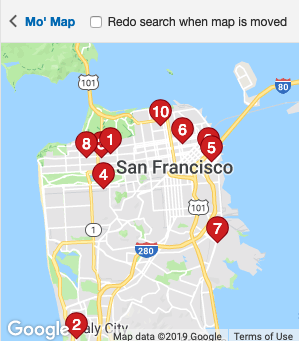 Mo' Map
Redo search when map is moved
80
101
10
6
8
1
5
4
San Francisco
101
7
1
280
2
Google
aly City
Map data ©2019 Google
Terms of Use